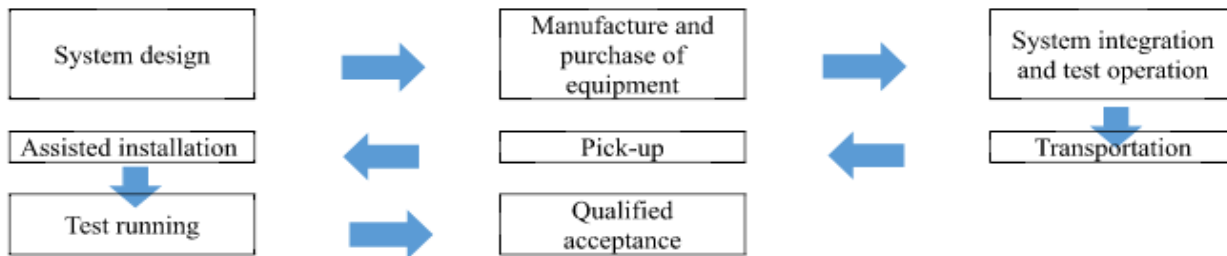 System design
Manufacture and
purchase of
equipment
System integration
and test operation
Assisted installation
Pick-up
Transportation
Test running
Qualified
acceptance